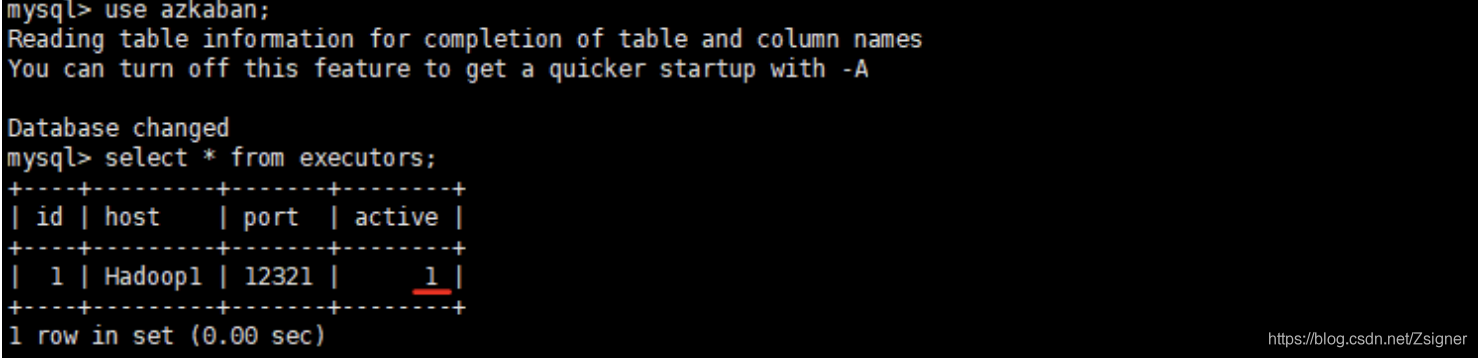 mysql> use azkaban;
Reading table information for completion of table and column names
You can turn off this feature to get a quicker startup with -A
Database changed
mysql> select * from executors;
+----+---------+-------+--------+
| id | host    | port  | active |
+----+---------+-------+--------+
|  1 | Hadoop1 | 12321 |      1 |
+----+---------+-------+--------+
1 row in set (0.00 sec)
https://blog.csdn.net/Zsigner